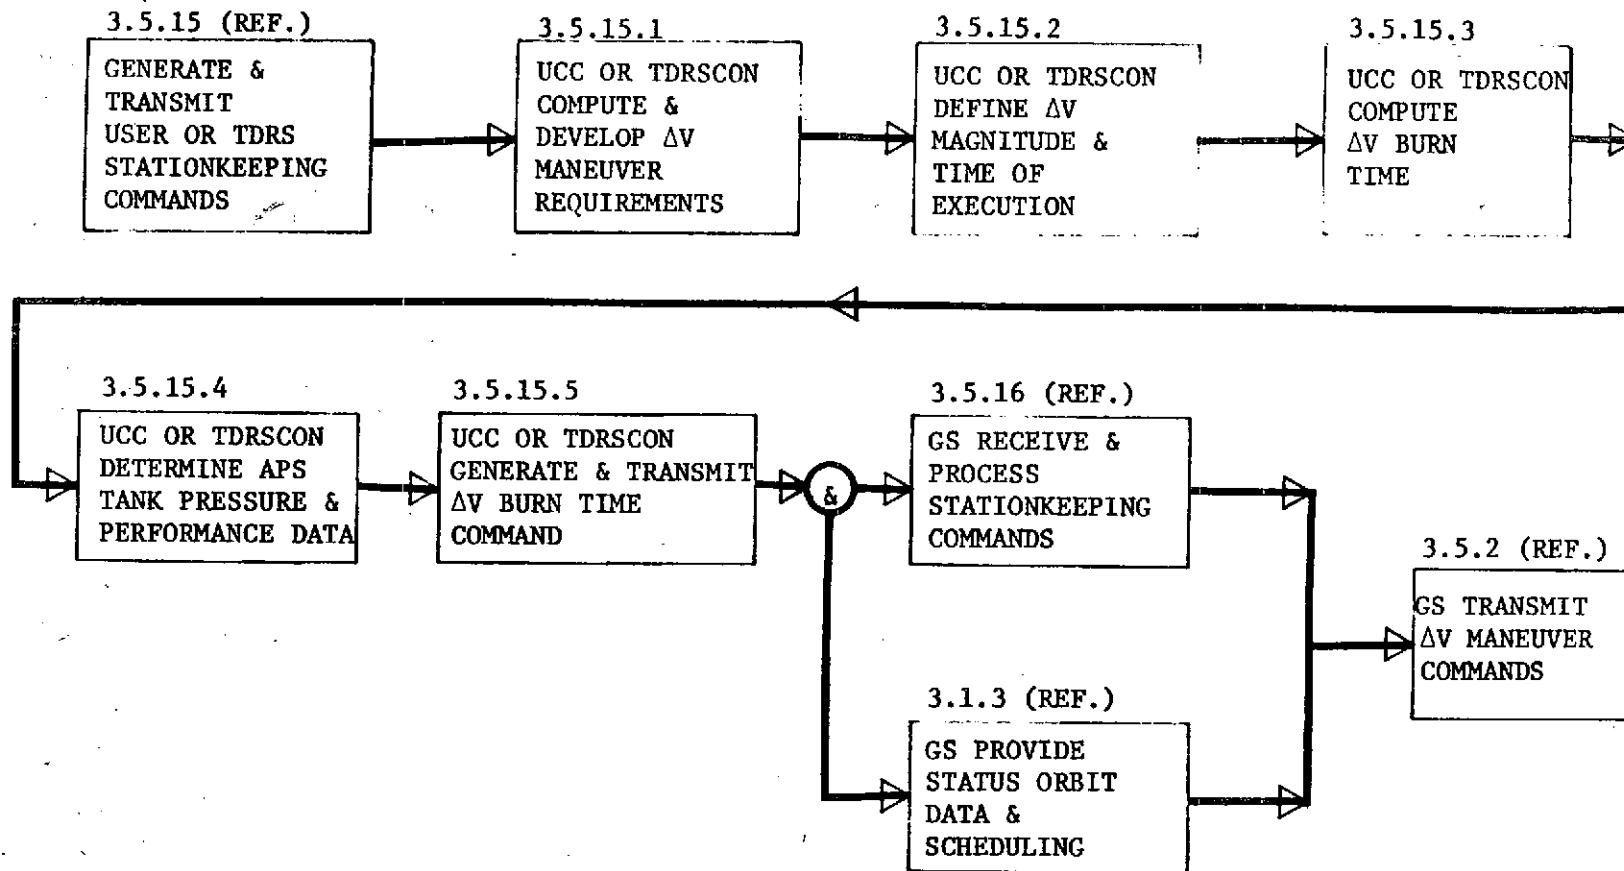 3.5.15 (REF.)
GENERATE &
TRANSMIT
USER OR TDRS
STATIONKEEPING
COMMANDS
3.5.15.1
UCC OR TDRSCON
COMPUTE &
DEVELOP ΔV
MANEUVER
REQUIREMENTS
3.5.15.2
UCC OR TDRSCON
DEFINE ΔV
MAGNITUDE &
TIME OF
EXECUTION
3.5.15.3
UCC OR TDRSCON
COMPUTE
ΔV BURN
TIME
3.5.15.4
UCC OR TDRSCON
DETERMINE APS
TANK PRESSURE &
PERFORMANCE DATA
3.5.15.5
UCC OR TDRSCON
GENERATE & TRANSMIT
ΔV BURN TIME
COMMAND
&
3.5.16 (REF.)
GS RECEIVE &
PROCESS
STATIONKEEPING
COMMANDS
3.1.3 (REF.)
GS PROVIDE
STATUS ORBIT
DATA &
SCHEDULING
3.5.2 (REF.)
GS TRANSMIT
ΔV MANEUVER
COMMANDS